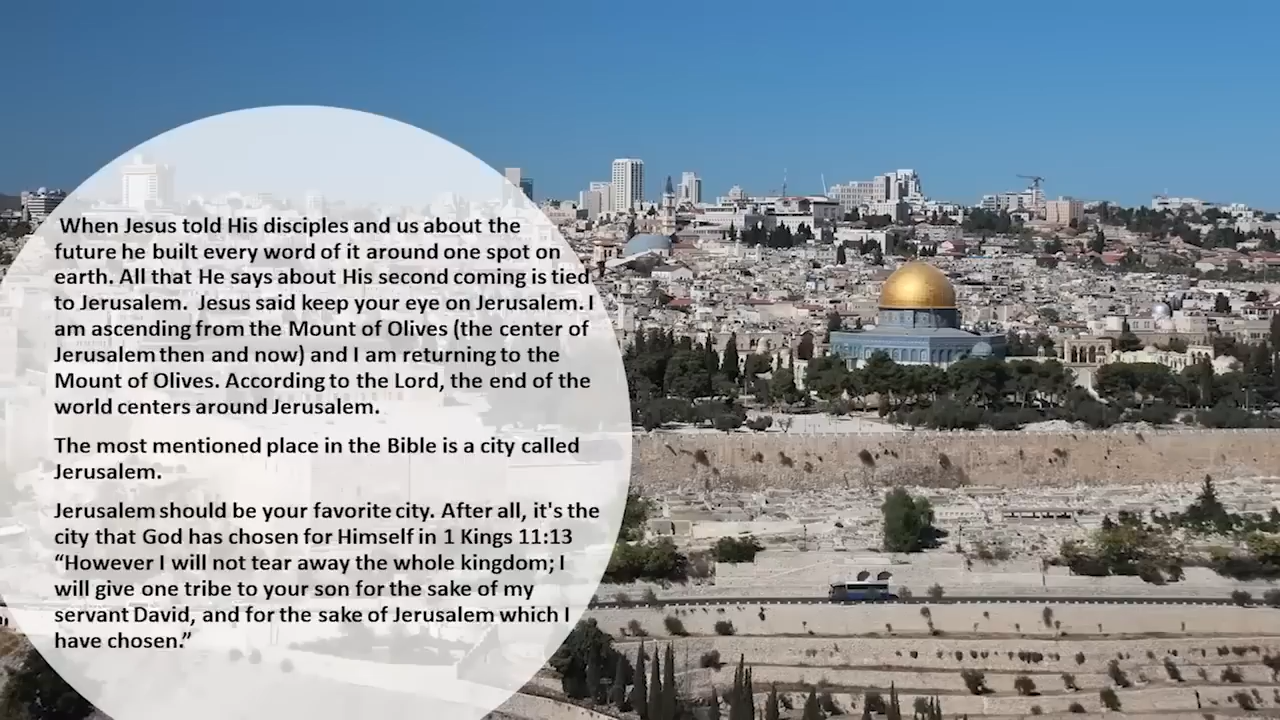 When Jesus told His disciples and us about the
future he built every word of it around one spot on
earth. All that He says about His second coming is tied
to Jerusalem. Jesus said keep your eye on Jerusalem. I
am ascending from the Mount of Olives (the center of
Jerusalem then and now) and I am returning to the
Mount of Olives. According to the Lord, the end of the
world centers around Jerusalem.
The most mentioned place in the Bible is a city called
Jerusalem.
Jerusalem should be your favorite city. After all, it's the
city that God has chosen for Himself in 1 Kings 11:13
“However I will not tear away the whole kingdom; I
will give one tribe to your son for the sake of my
servant David, and for the sake of Jerusalem which I
have chosen.”